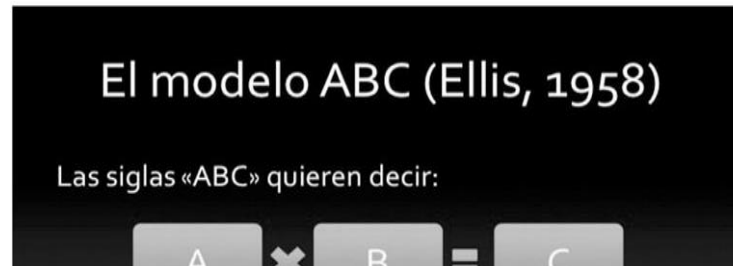 El modelo ABC (Ellis, 1958)
Las siglas «ABC» quieren decir:
A × B = C